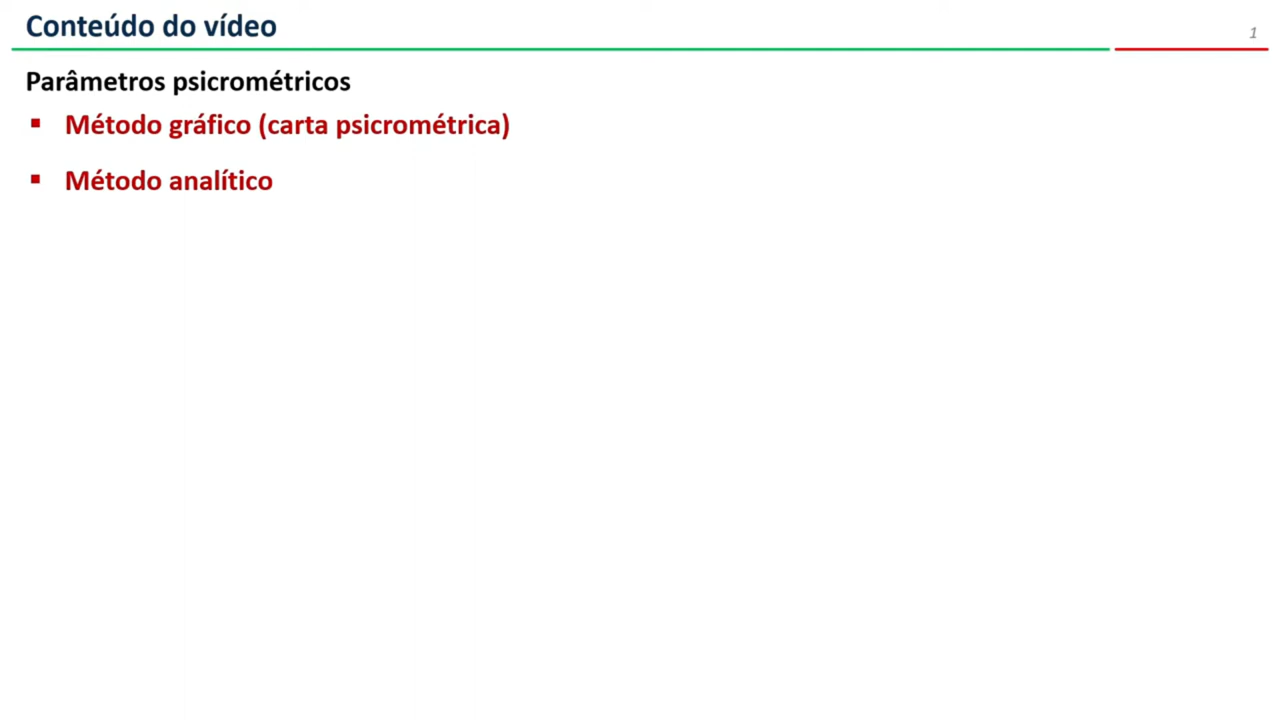 Conteúdo do vídeo
1
Parâmetros psicrométricos
▪ Método gráfico (carta psicrométrica)
▪ Método analítico